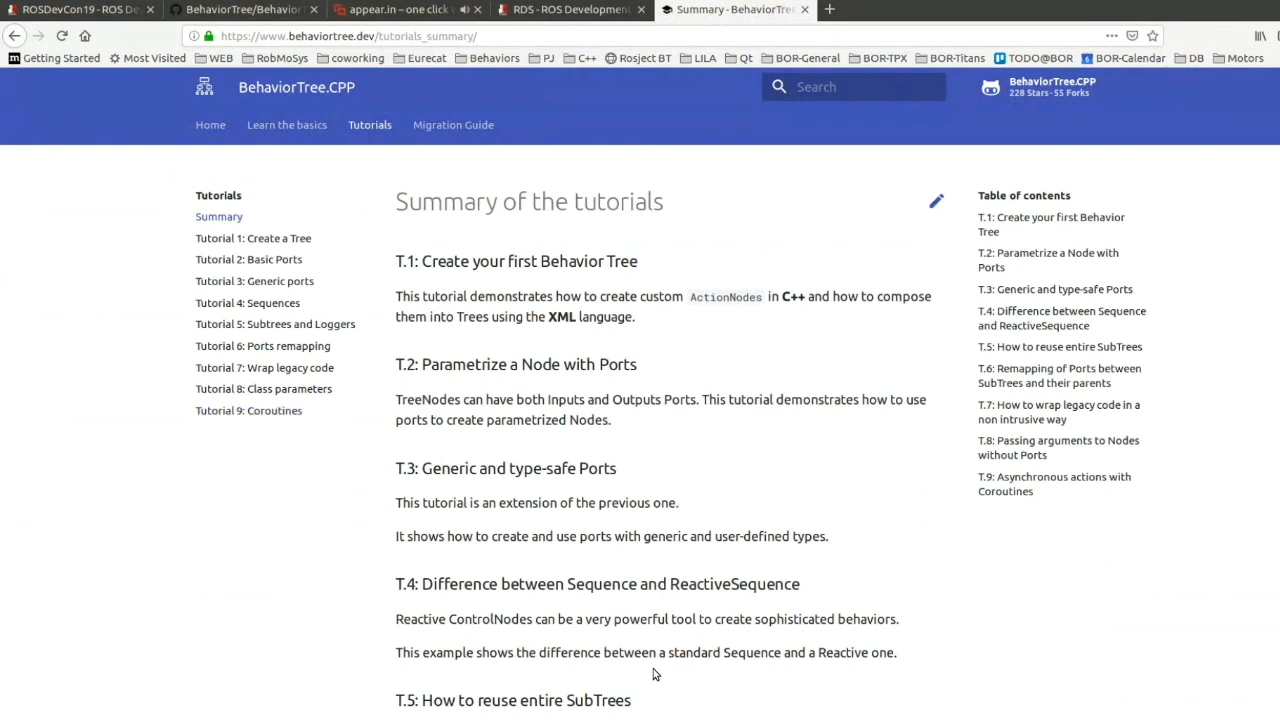 ROSDevCon19 - ROS De
BehaviorTree/Behavior
appear.in – one click
RDS - ROS Development
Summary - BehaviorTree
https://www.behaviortree.dev/tutorials_summary/
Getting Started
Most Visited
WEB
RobMoSys
coworking
Eurecat
Behaviors
PJ
C++
Rosject BT
LILA
Qt
BOR-General
BOR-TPX
BOR-Titans
TODO@BOR
6
BOR-Calendar
DB
Motors
BehaviorTree.CPP
Search
BehaviorTree.CPP
228 Stars · 55 Forks
Home
Learn the basics
Tutorials
Migration Guide
Tutorials
Summary
Tutorial 1: Create a Tree
Tutorial 2: Basic Ports
Tutorial 3: Generic ports
Tutorial 4: Sequences
Tutorial 5: Subtrees and Loggers
Tutorial 6: Ports remapping
Tutorial 7: Wrap legacy code
Tutorial 8: Class parameters
Tutorial 9: Coroutines
Summary of the tutorials
T.1: Create your first Behavior Tree
This tutorial demonstrates how to create custom ActionNodes in C++ and how to compose
them into Trees using the XML language.
T.2: Parametrize a Node with Ports
TreeNodes can have both Inputs and Outputs Ports. This tutorial demonstrates how to use
ports to create parametrized Nodes.
T.3: Generic and type-safe Ports
This tutorial is an extension of the previous one.
It shows how to create and use ports with generic and user-defined types.
T.4: Difference between Sequence and ReactiveSequence
Reactive ControlNodes can be a very powerful tool to create sophisticated behaviors.
This example shows the difference between a standard Sequence and a Reactive one.
T.5: How to reuse entire SubTrees
Table of contents
T.1: Create your first Behavior
Tree
T.2: Parametrize a Node with
Ports
T.3: Generic and type-safe Ports
T.4: Difference between Sequence
and ReactiveSequence
T.5: How to reuse entire SubTrees
T.6: Remapping of Ports between
SubTrees and their parents
T.7: How to wrap legacy code in a
non intrusive way
T.8: Passing arguments to Nodes
without Ports
T.9: Asynchronous actions with
Coroutines